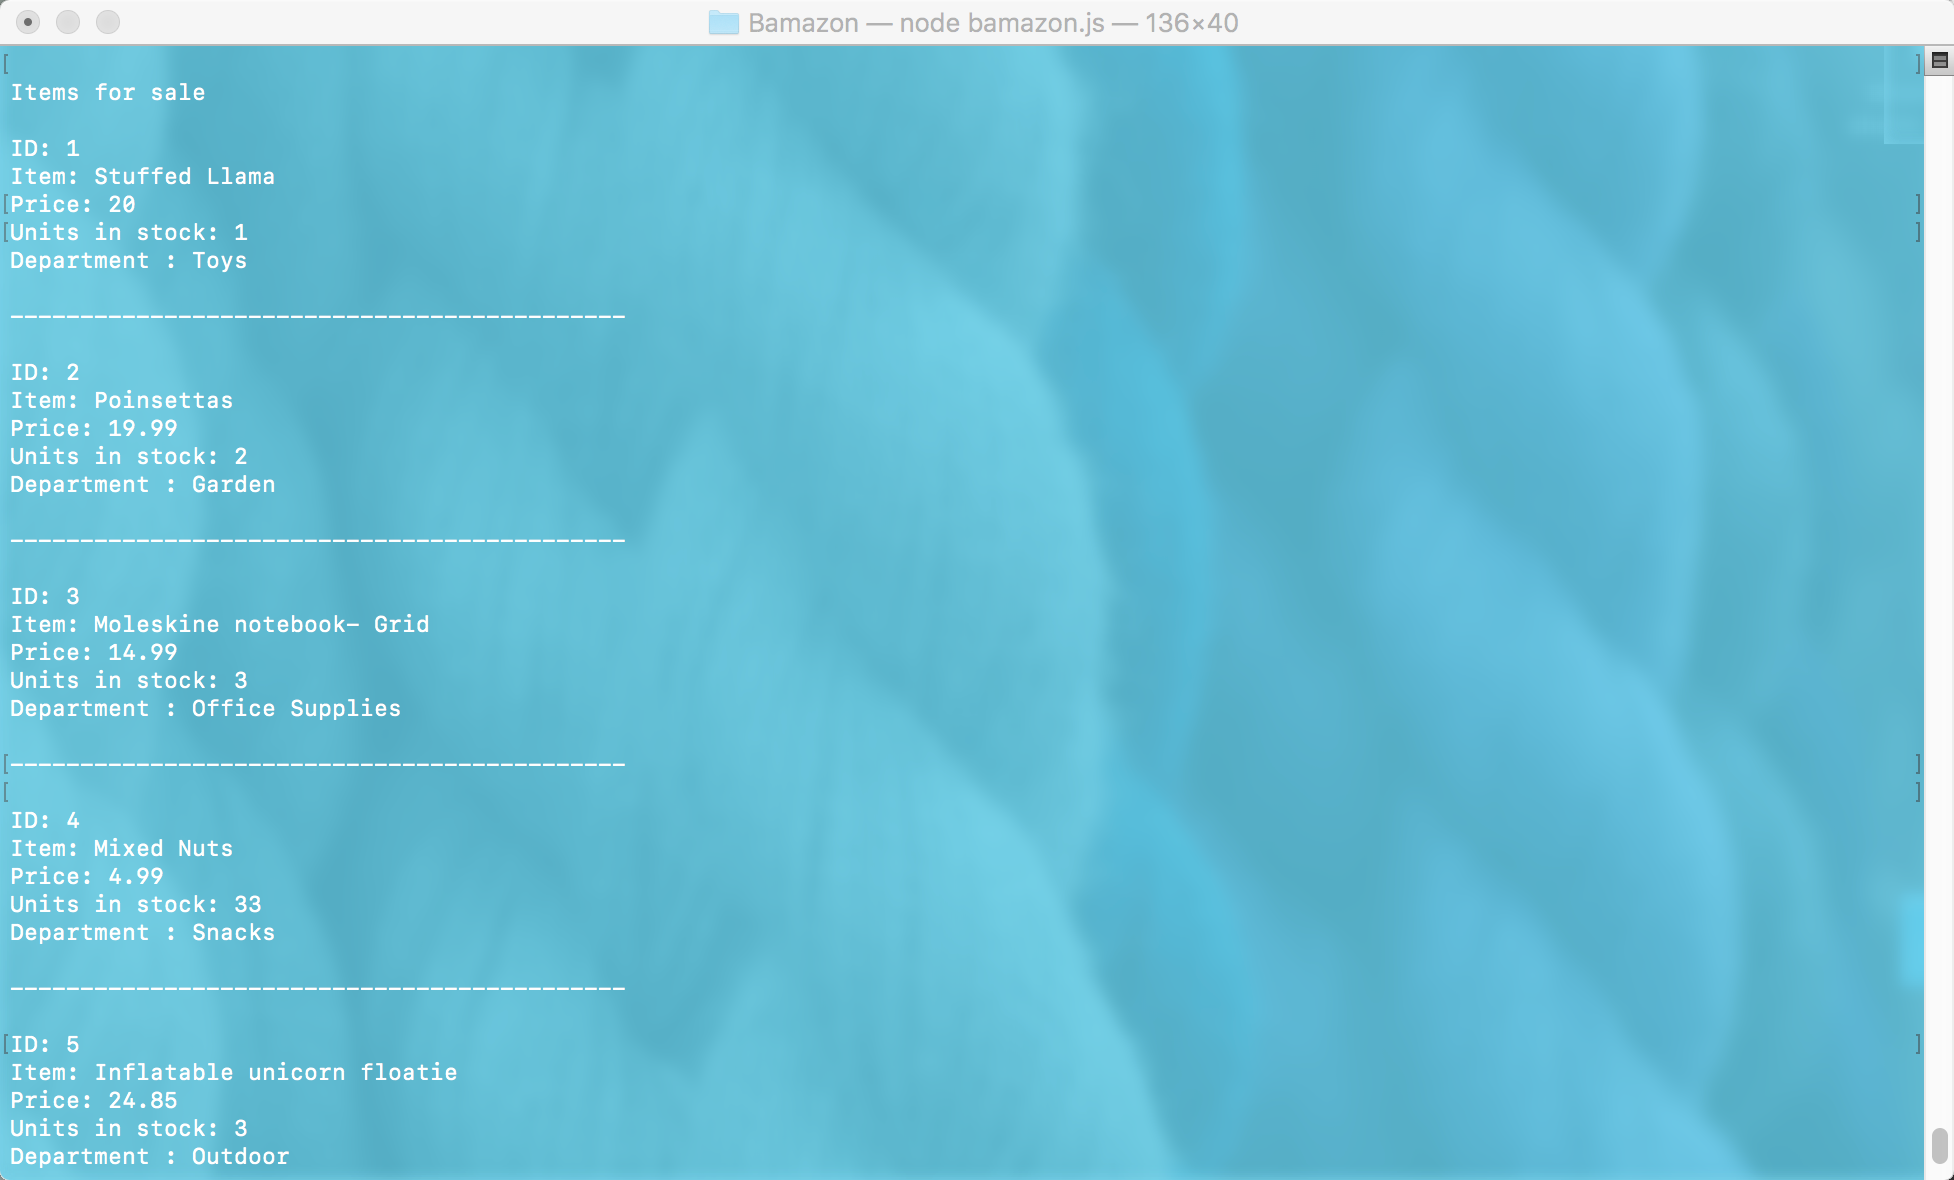 Bamazon — node bamazon.js — 136×40
Items for sale
ID: 1
Item: Stuffed Llama
Price: 20
Units in stock: 1
Department : Toys
--------------------------------------------
ID: 2
Item: Poinsettas
Price: 19.99
Units in stock: 2
Department : Garden
--------------------------------------------
ID: 3
Item: Moleskine notebook- Grid
Price: 14.99
Units in stock: 3
Department : Office Supplies
--------------------------------------------
ID: 4
Item: Mixed Nuts
Price: 4.99
Units in stock: 33
Department : Snacks
--------------------------------------------
ID: 5
Item: Inflatable unicorn floatie
Price: 24.85
Units in stock: 3
Department : Outdoor